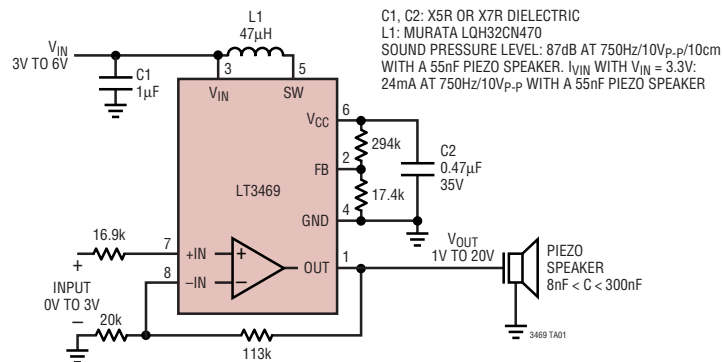 C1, C2: X5R OR X7R DIELECTRIC
L1: MURATA LQH32CN470
SOUND PRESSURE LEVEL: 87dB AT 750Hz/10VP-P/10cm
WITH A 55nF PIEZO SPEAKER. IVIN WITH VIN = 3.3V:
24mA AT 750Hz/10VP-P WITH A 55nF PIEZO SPEAKER
L1
47µH
VIN
3V TO 6V
C1
1µF
3
5
VIN
SW
VCC
6
294k
FB
2
C2
0.47µF
35V
LT3469
17.4k
GND
4
16.9k
7
+IN
+
OUT
1
VOUT
1V TO 20V
PIEZO
SPEAKER
8nF < C < 300nF
+
INPUT
0V TO 3V
–
8
–IN
–
20k
113k
3469 TA01